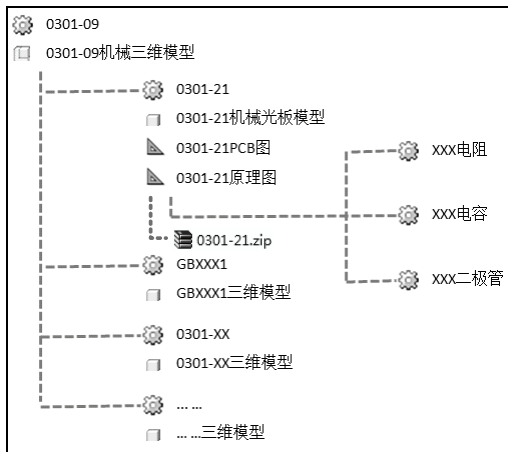 0301-09
0301-09机械三维模型
0301-21
0301-21机械光板模型
0301-21PCB图
0301-21原理图
0301-21.zip
XXX电阻
XXX电容
XXX二极管
GBXXX1
GBXXX1三维模型
0301-XX
0301-XX三维模型
... ...
... ...三维模型